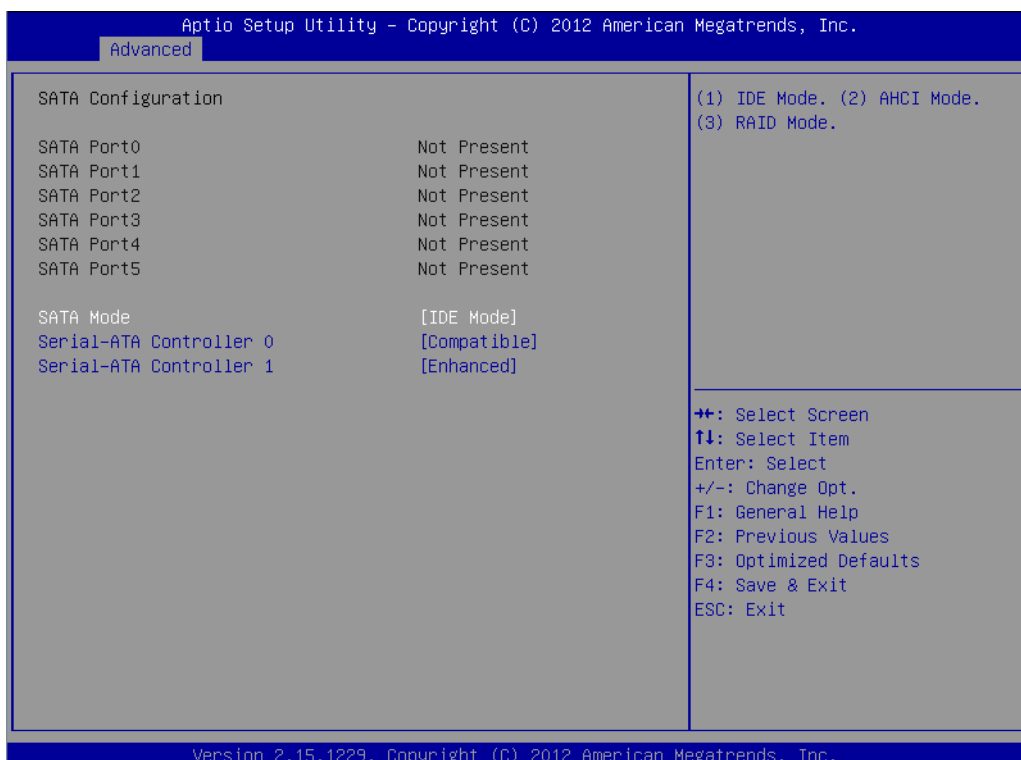 Aptio Setup Utility – Copyright (C) 2012 American Megatrends, Inc.
Advanced
SATA Configuration
SATA Port0 Not Present
SATA Port1 Not Present
SATA Port2 Not Present
SATA Port3 Not Present
SATA Port4 Not Present
SATA Port5 Not Present
SATA Mode [IDE Mode]
Serial-ATA Controller 0 [Compatible]
Serial-ATA Controller 1 [Enhanced]
(1) IDE Mode. (2) AHCI Mode.
(3) RAID Mode.
→←: Select Screen
↑↓: Select Item
Enter: Select
+/-: Change Opt.
F1: General Help
F2: Previous Values
F3: Optimized Defaults
F4: Save & Exit
ESC: Exit
Version 2.15.1229. Copyright (C) 2012 American Megatrends, Inc.